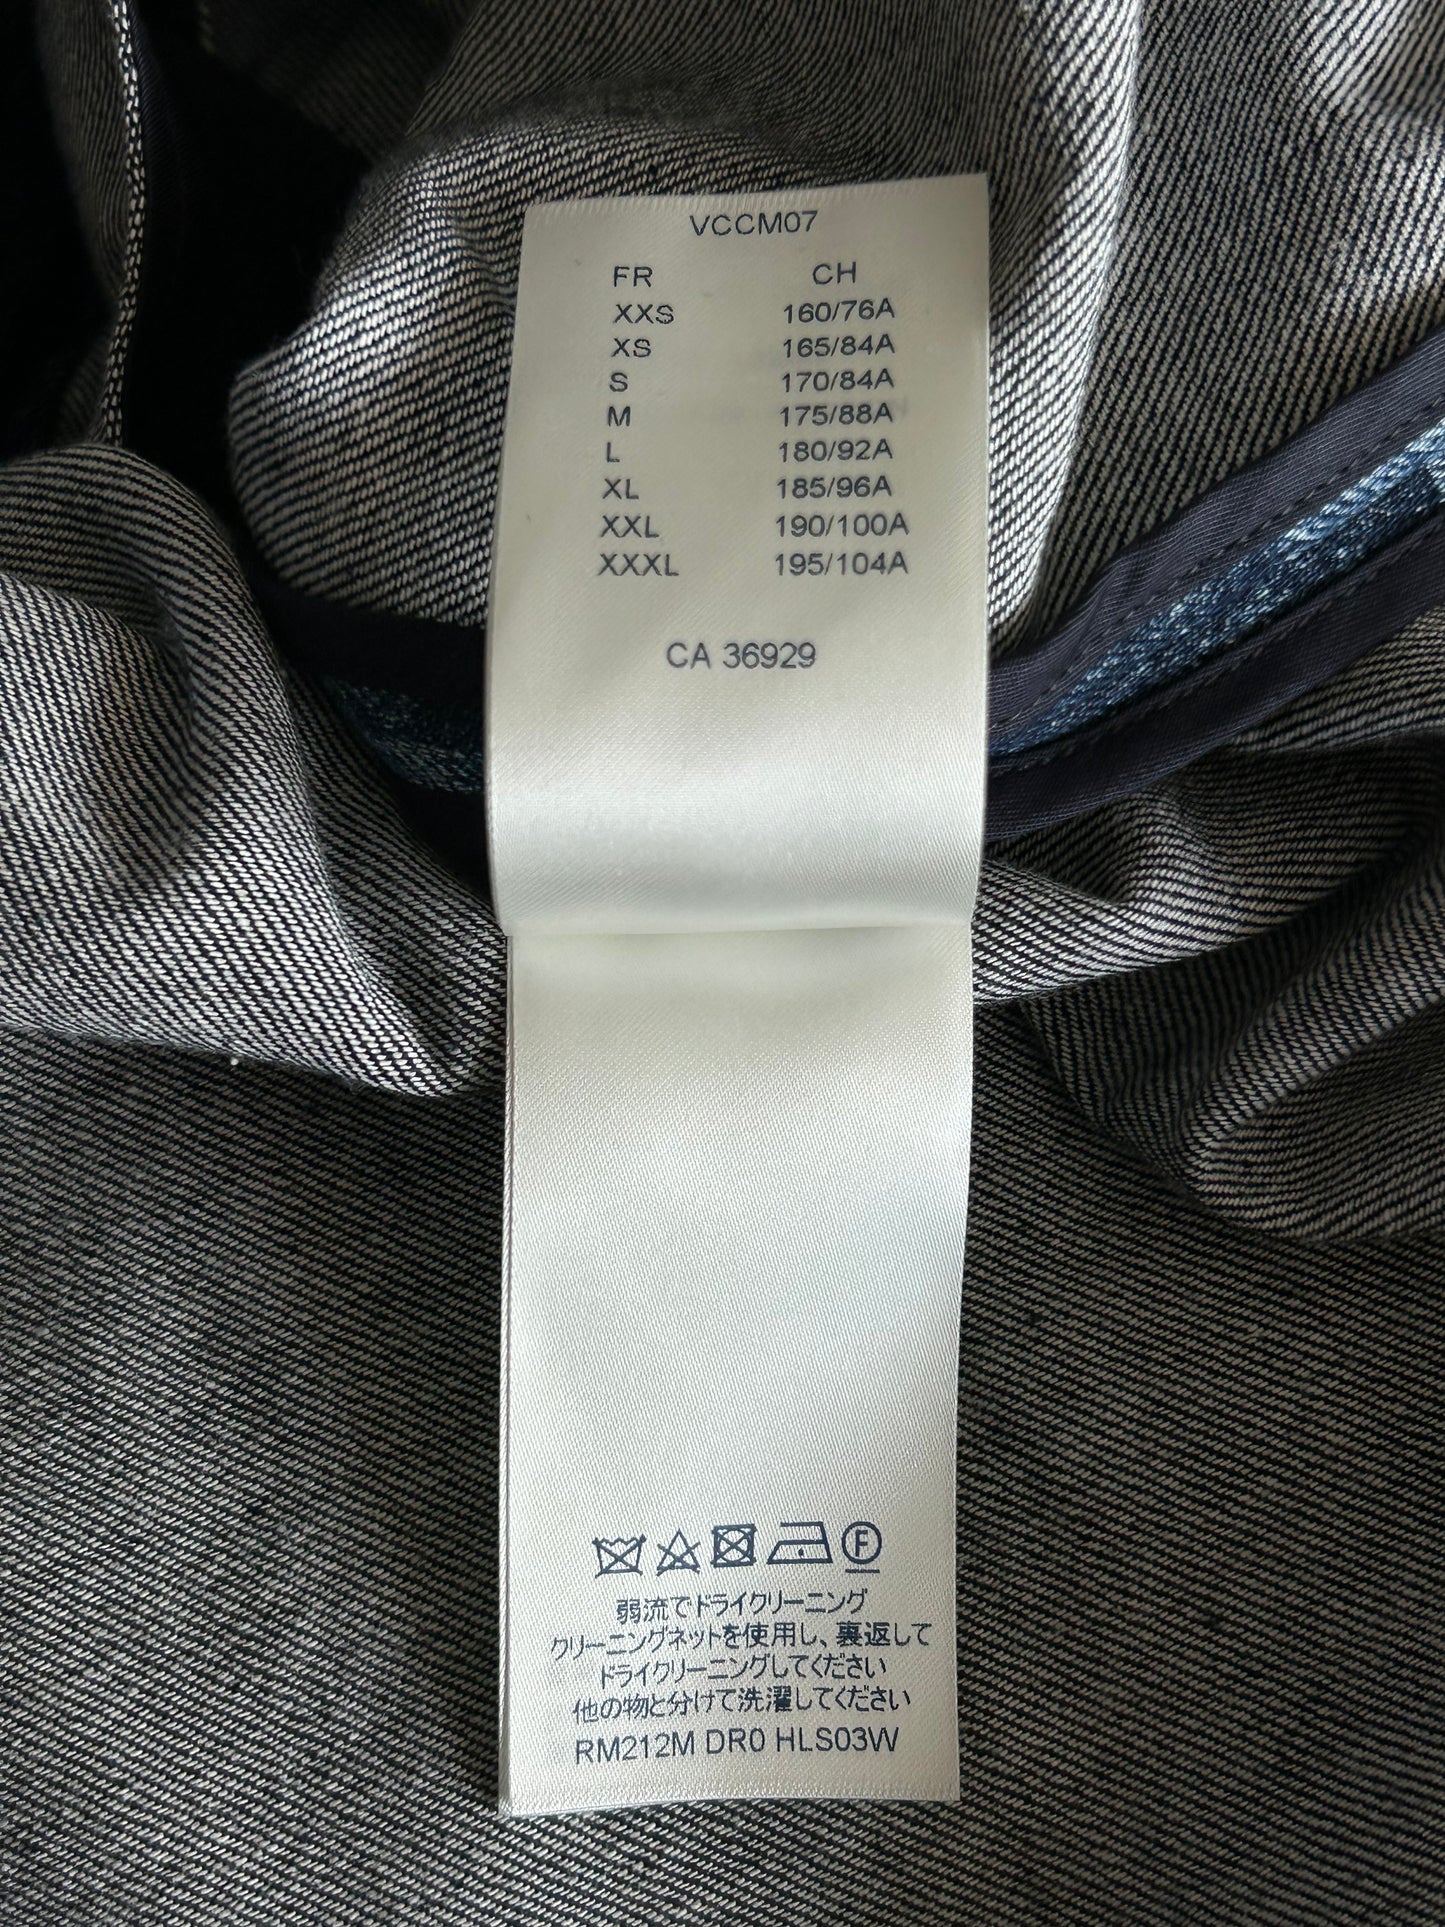 VCCM07
FR CH
XXS 160/76A
XS 165/84A
S 170/84A
M 175/88A
L 180/92A
XL 185/96A
XXL 190/100A
XXXL 195/104A
CA 36929
F
弱流でドライクリーニング
クリーニングネットを使用し、裏返して
ドライクリーニングしてください
他の物と分けて洗濯してください
RM212M DR0 HLS03W